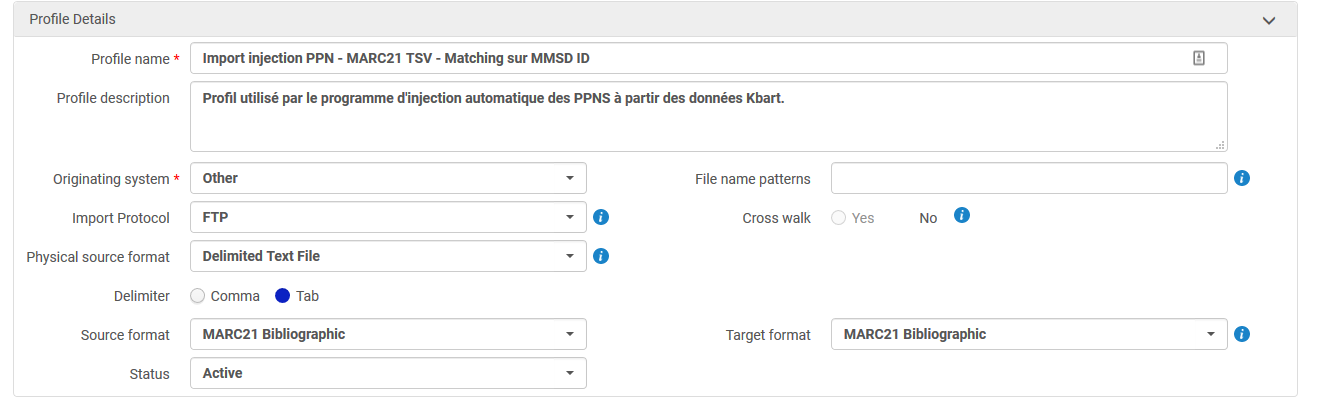 Profile Details
Profile name * Import injection PPN - MARC21 TSV - Matching sur MMSD ID
Profile description Profil utilisé par le programme d'injection automatique des PPNS à partir des données Kbart.
Originating system * Other File name patterns
Import Protocol FTP Cross walk Yes No
Physical source format Delimited Text File
Delimiter Comma Tab
Source format MARC21 Bibliographic Target format MARC21 Bibliographic
Status Active